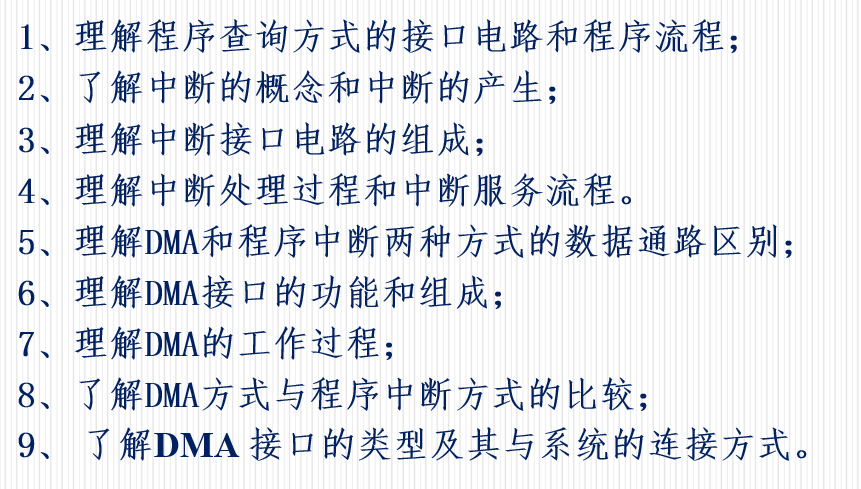 1、理解程序查询方式的接口电路和程序流程；
2、了解中断的概念和中断的产生；
3、理解中断接口电路的组成；
4、理解中断处理过程和中断服务流程。
5、理解DMA和程序中断两种方式的数据通路区别；
6、理解DMA接口的功能和组成；
7、理解DMA的工作过程；
8、了解DMA方式与程序中断方式的比较；
9、 了解DMA 接口的类型及其与系统的连接方式。